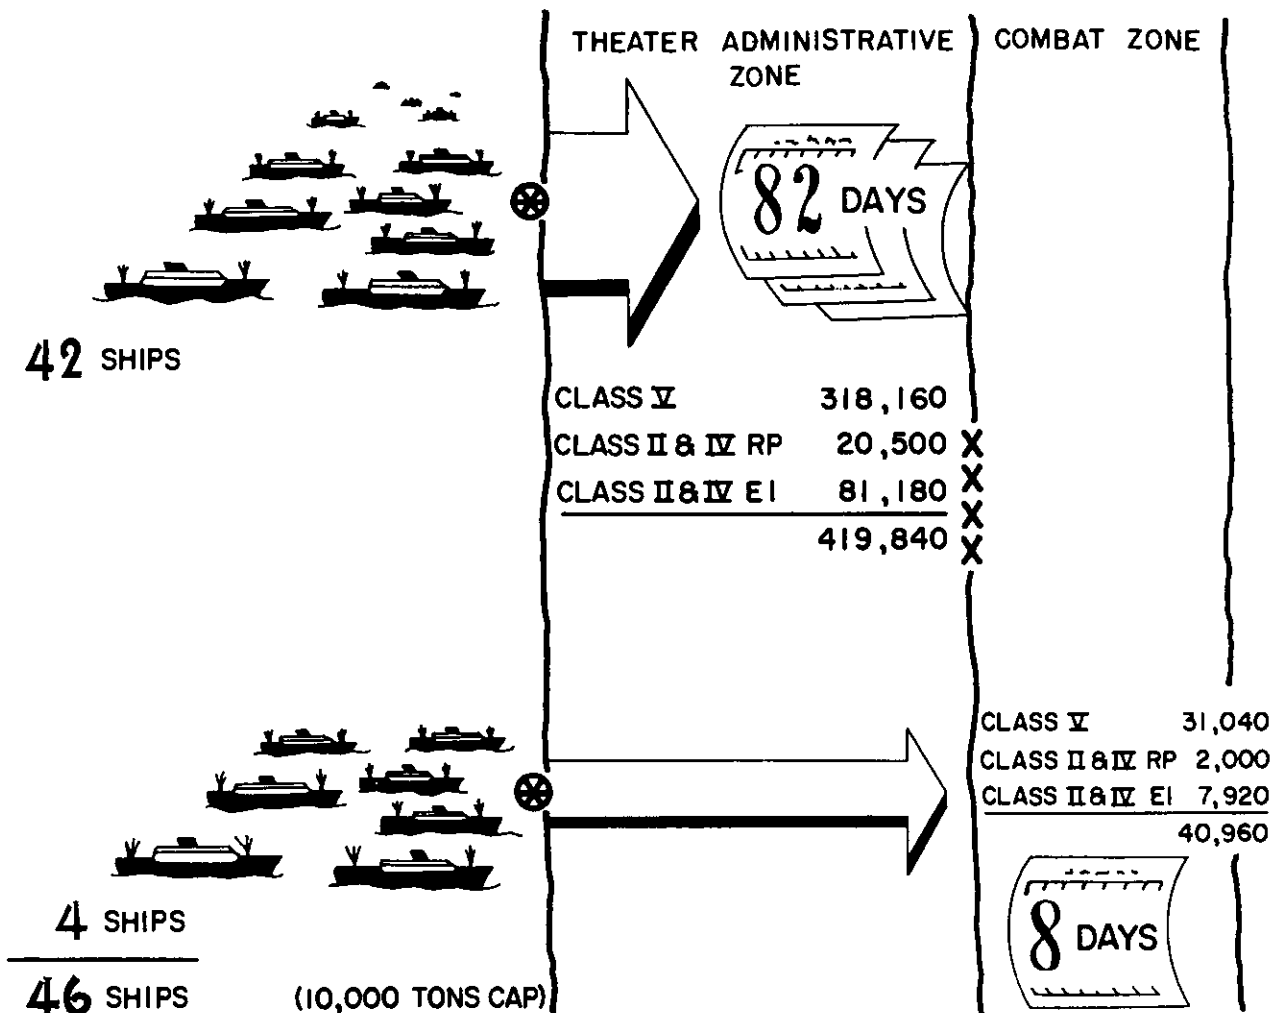 THEATER ADMINISTRATIVE
ZONE
COMBAT ZONE
82 DAYS
42 SHIPS
CLASS V 318,160
CLASS II & IV RP 20,500
CLASS II & IV EI 81,180
419,840
X
X
X
X
CLASS V 31,040
CLASS II & IV RP 2,000
CLASS II & IV EI 7,920
40,960
8 DAYS
4 SHIPS
46 SHIPS (10,000 TONS CAP)